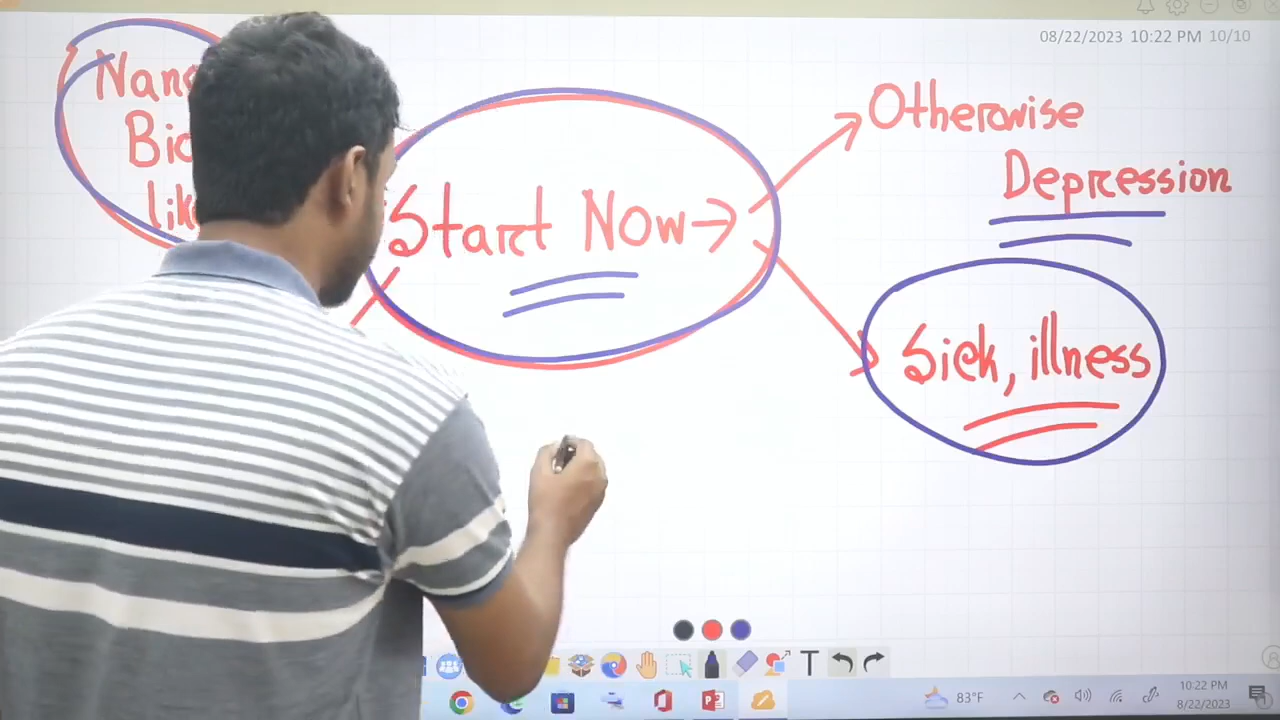 08/22/2023 10:22 PM 10/10
Start Now →
Otherwise
Depression
Sick, illness
T
83°F
10:22 PM
8/22/2023